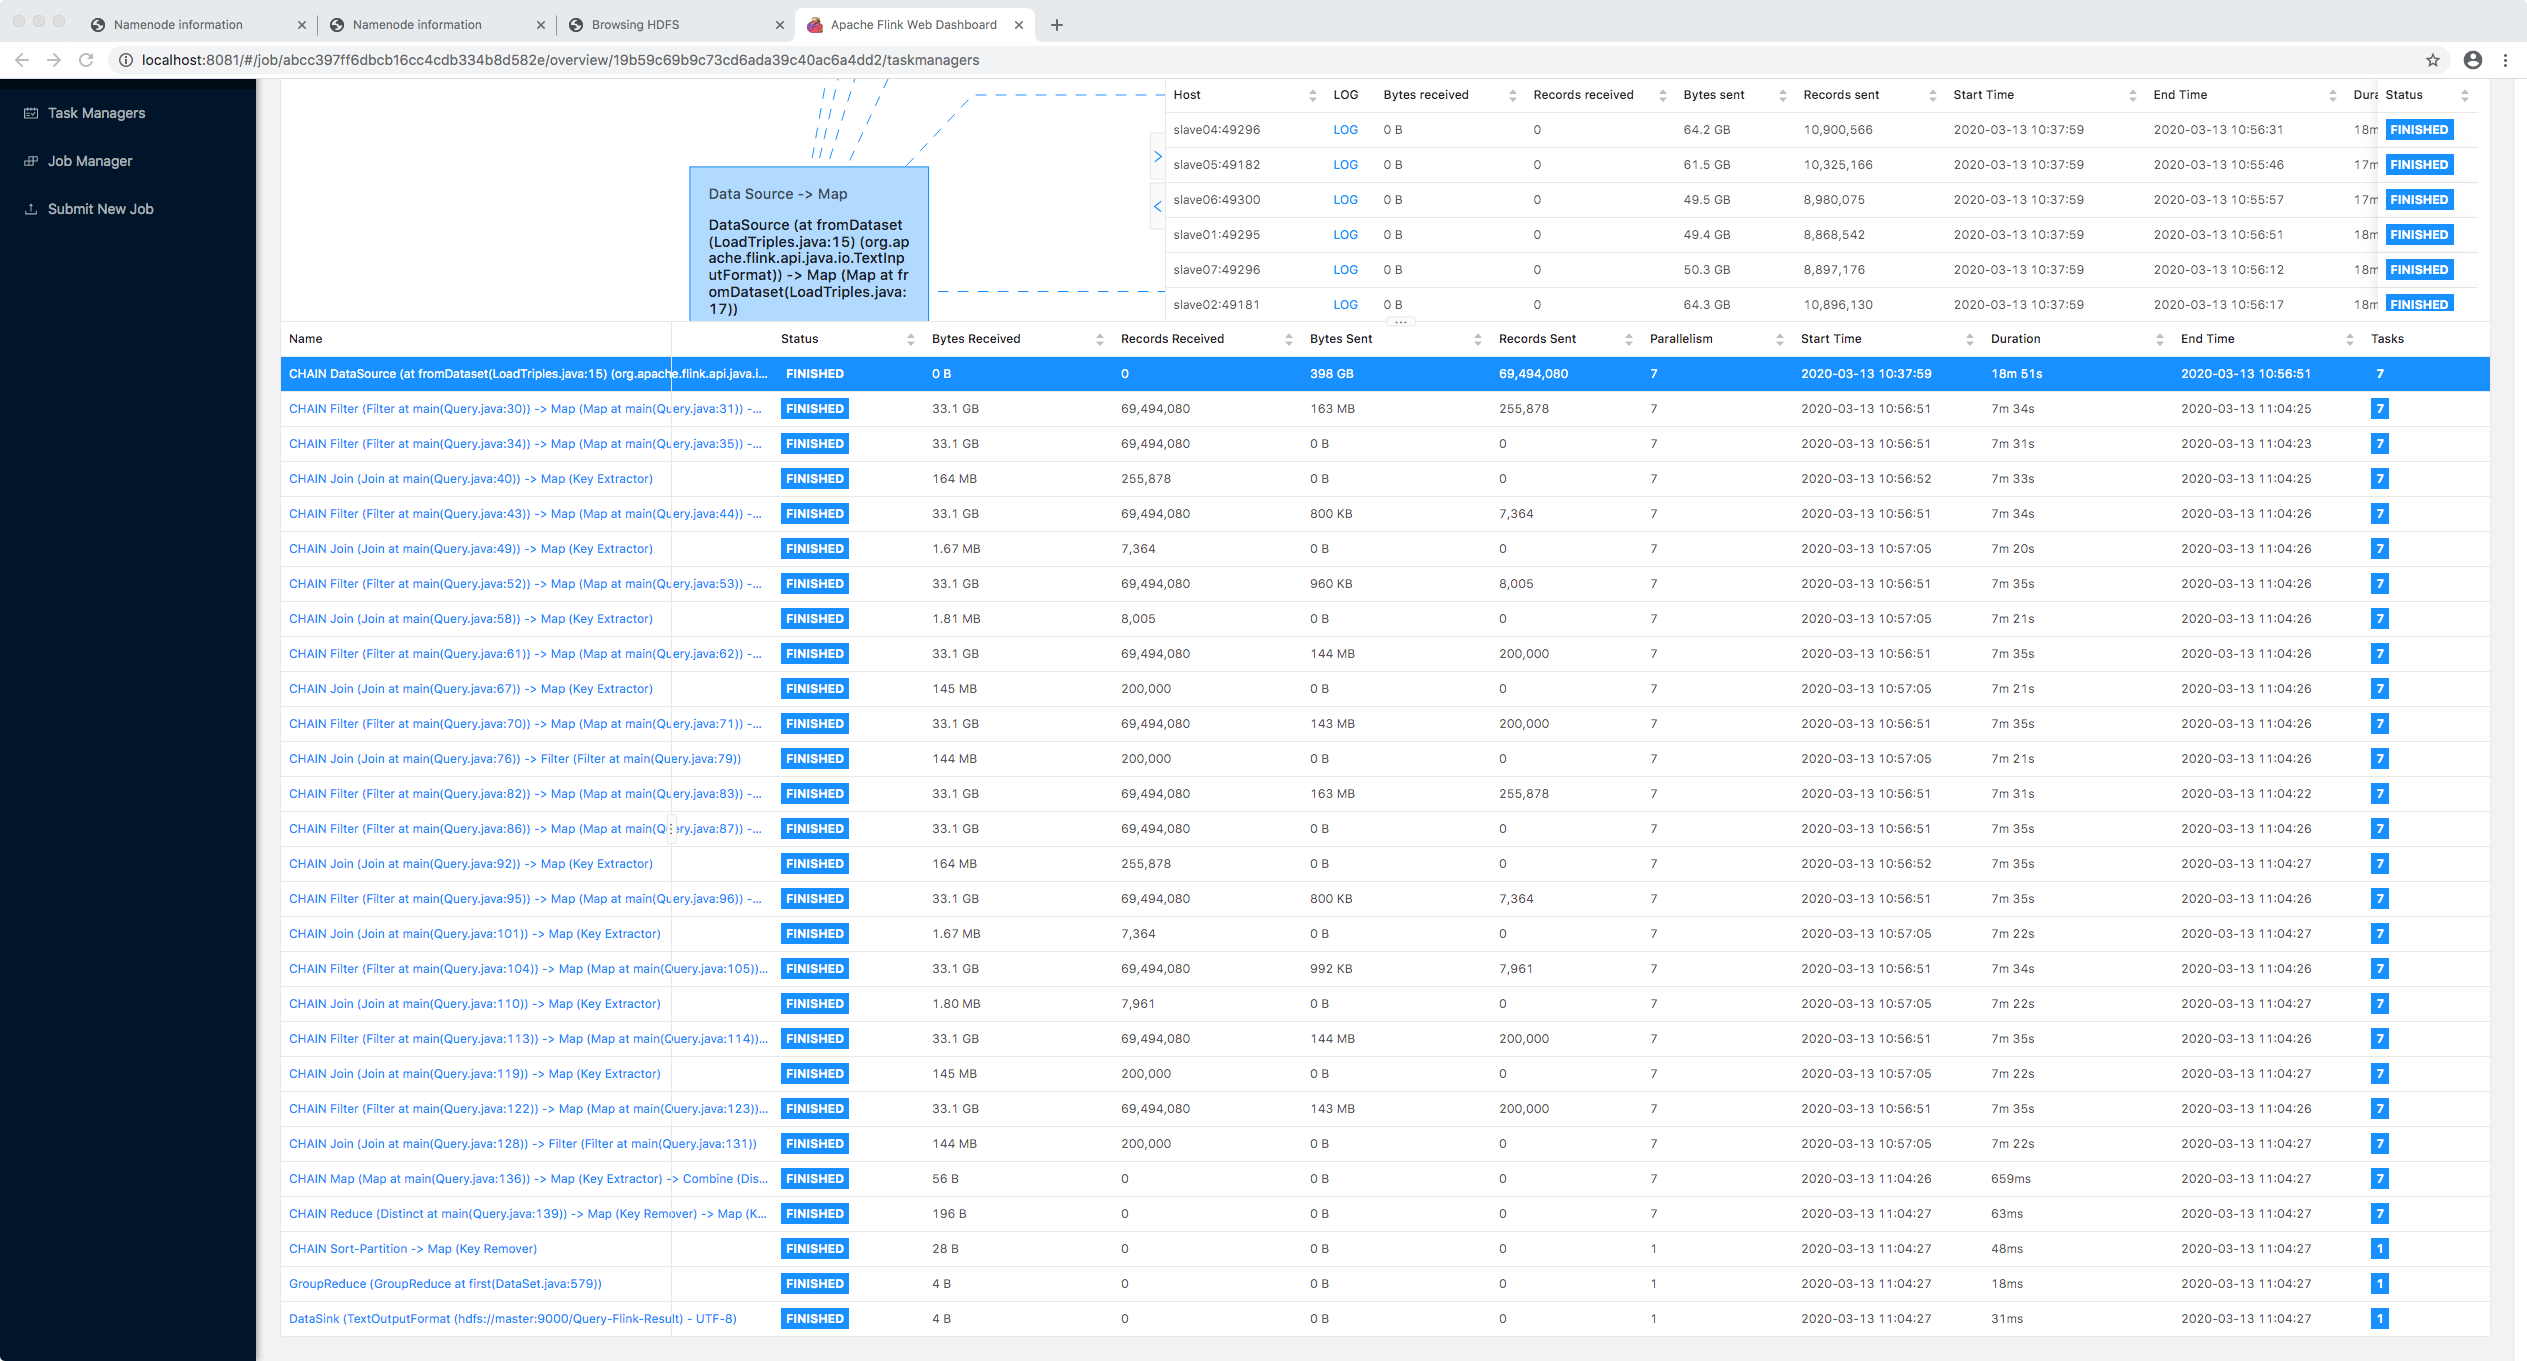 Namenode information
Namenode information
Browsing HDFS
Apache Flink Web Dashboard
localhost:8081/#/job/abcc397ff6dbcb16cc4cdb334b8d582e/overview/19b59c69b9c73cd6ada39c40ac6a4dd2/taskmanagers
Task Managers
Job Manager
Submit New Job
Data Source -> Map
DataSource (at fromDataset
(LoadTriples.java:15) (org.ap
ache.flink.api.java.io.TextInp
utFormat)) -> Map (Map at fr
omDataset(LoadTriples.java:
17))
Host LOG Bytes received Records received Bytes sent Records sent Start Time End Time Dura Status
slave04:49296 LOG 0 B 0 64.2 GB 10,900,566 2020-03-13 10:37:59 2020-03-13 10:56:31 18m FINISHED
slave05:49182 LOG 0 B 0 61.5 GB 10,325,166 2020-03-13 10:37:59 2020-03-13 10:55:46 17m FINISHED
slave06:49300 LOG 0 B 0 49.5 GB 8,980,075 2020-03-13 10:37:59 2020-03-13 10:55:57 17m FINISHED
slave01:49295 LOG 0 B 0 49.4 GB 8,868,542 2020-03-13 10:37:59 2020-03-13 10:56:51 18m FINISHED
slave07:49296 LOG 0 B 0 50.3 GB 8,897,176 2020-03-13 10:37:59 2020-03-13 10:56:12 18m FINISHED
slave02:49181 LOG 0 B 0 64.3 GB 10,896,130 2020-03-13 10:37:59 2020-03-13 10:56:17 18m FINISHED
Name Status Bytes Received Records Received Bytes Sent Records Sent Parallelism Start Time Duration End Time Tasks
CHAIN DataSource (at fromDataset(LoadTriples.java:15) (org.apache.flink.api.java.i... FINISHED 0 B 0 398 GB 69,494,080 7 2020-03-13 10:37:59 18m 51s 2020-03-13 10:56:51 7
CHAIN Filter (Filter at main(Query.java:30)) -> Map (Map at main(Query.java:31)) -... FINISHED 33.1 GB 69,494,080 163 MB 255,878 7 2020-03-13 10:56:51 7m 34s 2020-03-13 11:04:25 7
CHAIN Filter (Filter at main(Query.java:34)) -> Map (Map at main(Query.java:35)) -... FINISHED 33.1 GB 69,494,080 0 B 0 7 2020-03-13 10:56:51 7m 31s 2020-03-13 11:04:23 7
CHAIN Join (Join at main(Query.java:40)) -> Map (Key Extractor) FINISHED 164 MB 255,878 0 B 0 7 2020-03-13 10:56:52 7m 33s 2020-03-13 11:04:25 7
CHAIN Filter (Filter at main(Query.java:43)) -> Map (Map at main(Query.java:44)) -... FINISHED 33.1 GB 69,494,080 800 KB 7,364 7 2020-03-13 10:56:51 7m 34s 2020-03-13 11:04:26 7
CHAIN Join (Join at main(Query.java:49)) -> Map (Key Extractor) FINISHED 1.67 MB 7,364 0 B 0 7 2020-03-13 10:57:05 7m 20s 2020-03-13 11:04:26 7
CHAIN Filter (Filter at main(Query.java:52)) -> Map (Map at main(Query.java:53)) -... FINISHED 33.1 GB 69,494,080 960 KB 8,005 7 2020-03-13 10:56:51 7m 35s 2020-03-13 11:04:26 7
CHAIN Join (Join at main(Query.java:58)) -> Map (Key Extractor) FINISHED 1.81 MB 8,005 0 B 0 7 2020-03-13 10:57:05 7m 21s 2020-03-13 11:04:26 7
CHAIN Filter (Filter at main(Query.java:61)) -> Map (Map at main(Query.java:62)) -... FINISHED 33.1 GB 69,494,080 144 MB 200,000 7 2020-03-13 10:56:51 7m 35s 2020-03-13 11:04:26 7
CHAIN Join (Join at main(Query.java:67)) -> Map (Key Extractor) FINISHED 145 MB 200,000 0 B 0 7 2020-03-13 10:57:05 7m 21s 2020-03-13 11:04:26 7
CHAIN Filter (Filter at main(Query.java:70)) -> Map (Map at main(Query.java:71)) -... FINISHED 33.1 GB 69,494,080 143 MB 200,000 7 2020-03-13 10:56:51 7m 35s 2020-03-13 11:04:26 7
CHAIN Join (Join at main(Query.java:76)) -> Filter (Filter at main(Query.java:79)) FINISHED 144 MB 200,000 0 B 0 7 2020-03-13 10:57:05 7m 21s 2020-03-13 11:04:26 7
CHAIN Filter (Filter at main(Query.java:82)) -> Map (Map at main(Query.java:83)) -... FINISHED 33.1 GB 69,494,080 163 MB 255,878 7 2020-03-13 10:56:51 7m 31s 2020-03-13 11:04:22 7
CHAIN Filter (Filter at main(Query.java:86)) -> Map (Map at main(Query.java:87)) -... FINISHED 33.1 GB 69,494,080 0 B 0 7 2020-03-13 10:56:51 7m 35s 2020-03-13 11:04:26 7
CHAIN Join (Join at main(Query.java:92)) -> Map (Key Extractor) FINISHED 164 MB 255,878 0 B 0 7 2020-03-13 10:56:52 7m 35s 2020-03-13 11:04:27 7
CHAIN Filter (Filter at main(Query.java:95)) -> Map (Map at main(Query.java:96)) -... FINISHED 33.1 GB 69,494,080 800 KB 7,364 7 2020-03-13 10:56:51 7m 35s 2020-03-13 11:04:26 7
CHAIN Join (Join at main(Query.java:101)) -> Map (Key Extractor) FINISHED 1.67 MB 7,364 0 B 0 7 2020-03-13 10:57:05 7m 22s 2020-03-13 11:04:27 7
CHAIN Filter (Filter at main(Query.java:104)) -> Map (Map at main(Query.java:105))... FINISHED 33.1 GB 69,494,080 992 KB 7,961 7 2020-03-13 10:56:51 7m 34s 2020-03-13 11:04:26 7
CHAIN Join (Join at main(Query.java:110)) -> Map (Key Extractor) FINISHED 1.80 MB 7,961 0 B 0 7 2020-03-13 10:57:05 7m 22s 2020-03-13 11:04:27 7
CHAIN Filter (Filter at main(Query.java:113)) -> Map (Map at main(Query.java:114))... FINISHED 33.1 GB 69,494,080 144 MB 200,000 7 2020-03-13 10:56:51 7m 35s 2020-03-13 11:04:26 7
CHAIN Join (Join at main(Query.java:119)) -> Map (Key Extractor) FINISHED 145 MB 200,000 0 B 0 7 2020-03-13 10:57:05 7m 22s 2020-03-13 11:04:27 7
CHAIN Filter (Filter at main(Query.java:122)) -> Map (Map at main(Query.java:123))... FINISHED 33.1 GB 69,494,080 143 MB 200,000 7 2020-03-13 10:56:51 7m 35s 2020-03-13 11:04:26 7
CHAIN Join (Join at main(Query.java:128)) -> Filter (Filter at main(Query.java:131)) FINISHED 144 MB 200,000 0 B 0 7 2020-03-13 10:57:05 7m 22s 2020-03-13 11:04:27 7
CHAIN Map (Map at main(Query.java:136)) -> Map (Key Extractor) -> Combine (Dis... FINISHED 56 B 0 0 B 0 7 2020-03-13 11:04:26 659ms 2020-03-13 11:04:27 7
CHAIN Reduce (Distinct at main(Query.java:139)) -> Map (Key Remover) -> Map (K... FINISHED 196 B 0 0 B 0 7 2020-03-13 11:04:27 63ms 2020-03-13 11:04:27 7
CHAIN Sort-Partition -> Map (Key Remover) FINISHED 28 B 0 0 B 0 1 2020-03-13 11:04:27 48ms 2020-03-13 11:04:27 1
GroupReduce (GroupReduce at first(DataSet.java:579)) FINISHED 4 B 0 0 B 0 1 2020-03-13 11:04:27 18ms 2020-03-13 11:04:27 1
DataSink (TextOutputFormat (hdfs://master:9000/Query-Flink-Result) - UTF-8) FINISHED 4 B 0 0 B 0 1 2020-03-13 11:04:27 31ms 2020-03-13 11:04:27 1